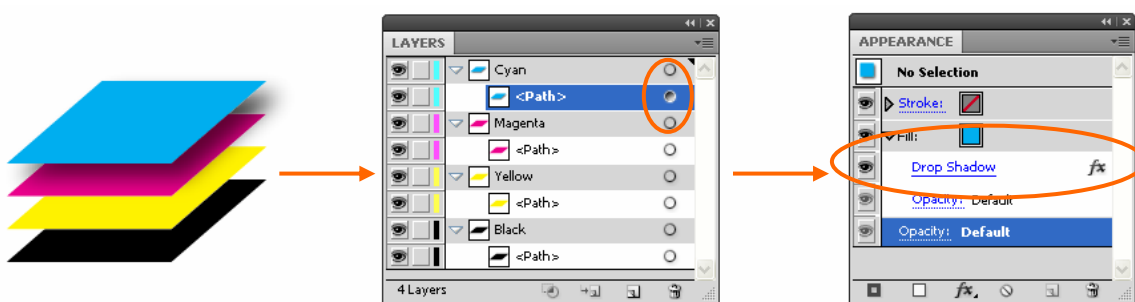 LAYERS
Cyan
<Path>
Magenta
<Path>
Yellow
<Path>
Black
<Path>
4 Layers
APPEARANCE
No Selection
Stroke:
Fill:
Drop Shadow fx
Opacity: Default
Opacity: Default
fx